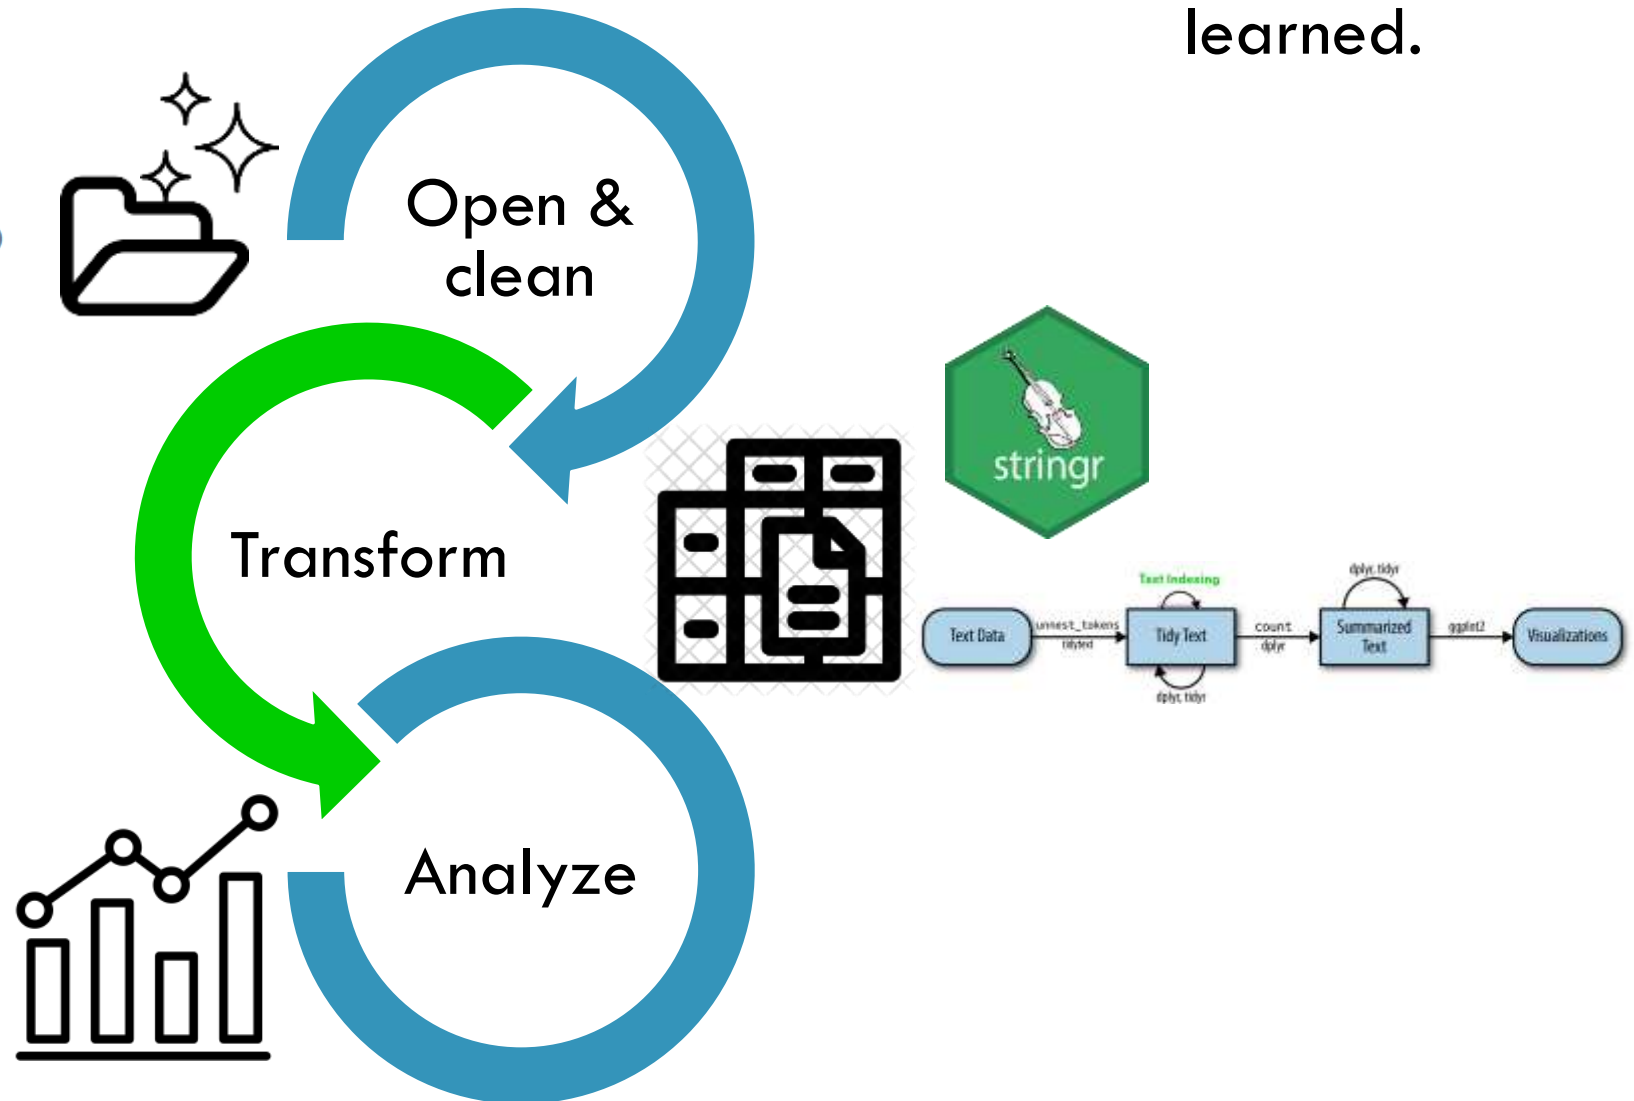 learned.
Open &
clean
stringr
Transform
Text Indexing
dplyr, tidyr
Text Data
unnest_tokens
tidytext
Tidy Text
count
dplyr
Summarized
Text
ggplot2
Visualizations
dplyr, tidyr
Analyze